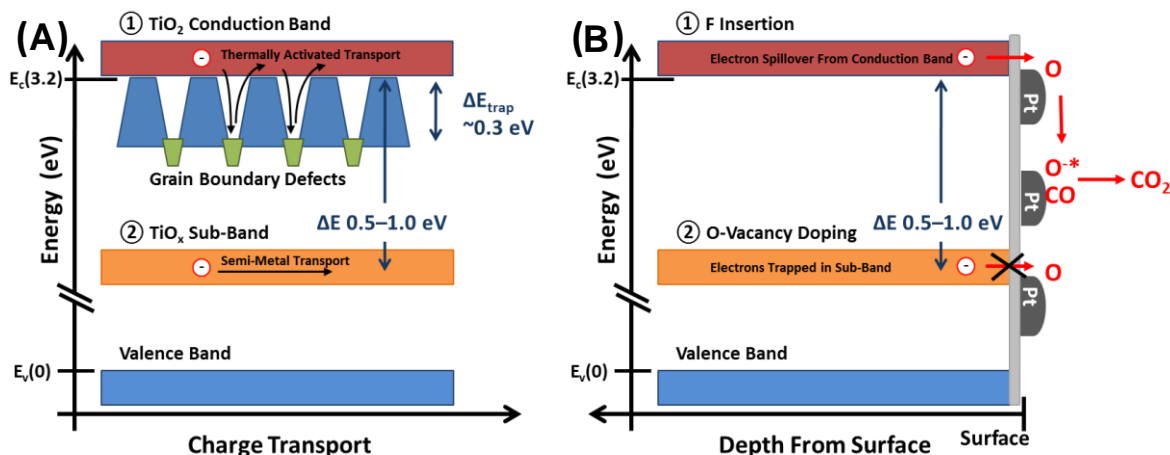 (A)
① TiO₂ Conduction Band
- Thermally Activated Transport
Ec(3.2)
ΔEtrap
~0.3 eV
Grain Boundary Defects
ΔE 0.5–1.0 eV
② TiOₓ Sub-Band
- Semi-Metal Transport
Valence Band
Eᵥ(0)
Energy (eV)
Charge Transport
(B)
① F Insertion
Electron Spillover From Conduction Band -
O
Ec(3.2)
Pt
O⁻*
CO
CO₂
Pt
ΔE 0.5–1.0 eV
② O-Vacancy Doping
Electrons Trapped in Sub-Band -
O
Pt
Valence Band
Eᵥ(0)
Energy (eV)
Depth From Surface
Surface